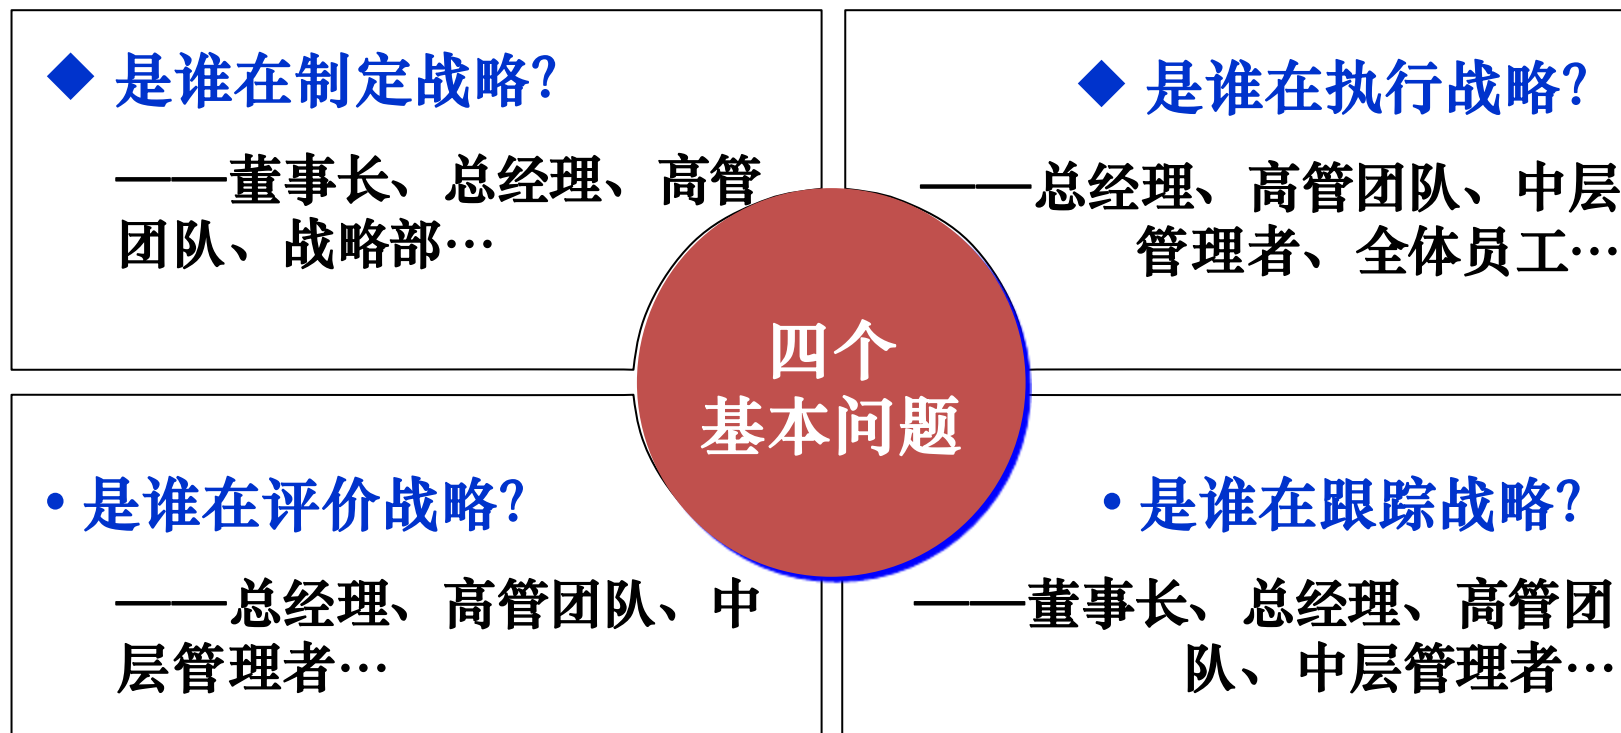 ◆ 是谁在制定战略?
——董事长、总经理、高管
团队、战略部…
◆ 是谁在执行战略?
——总经理、高管团队、中层
管理者、全体员工…
四个
基本问题
• 是谁在评价战略?
——总经理、高管团队、中
层管理者…
• 是谁在跟踪战略?
——董事长、总经理、高管团
队、中层管理者…